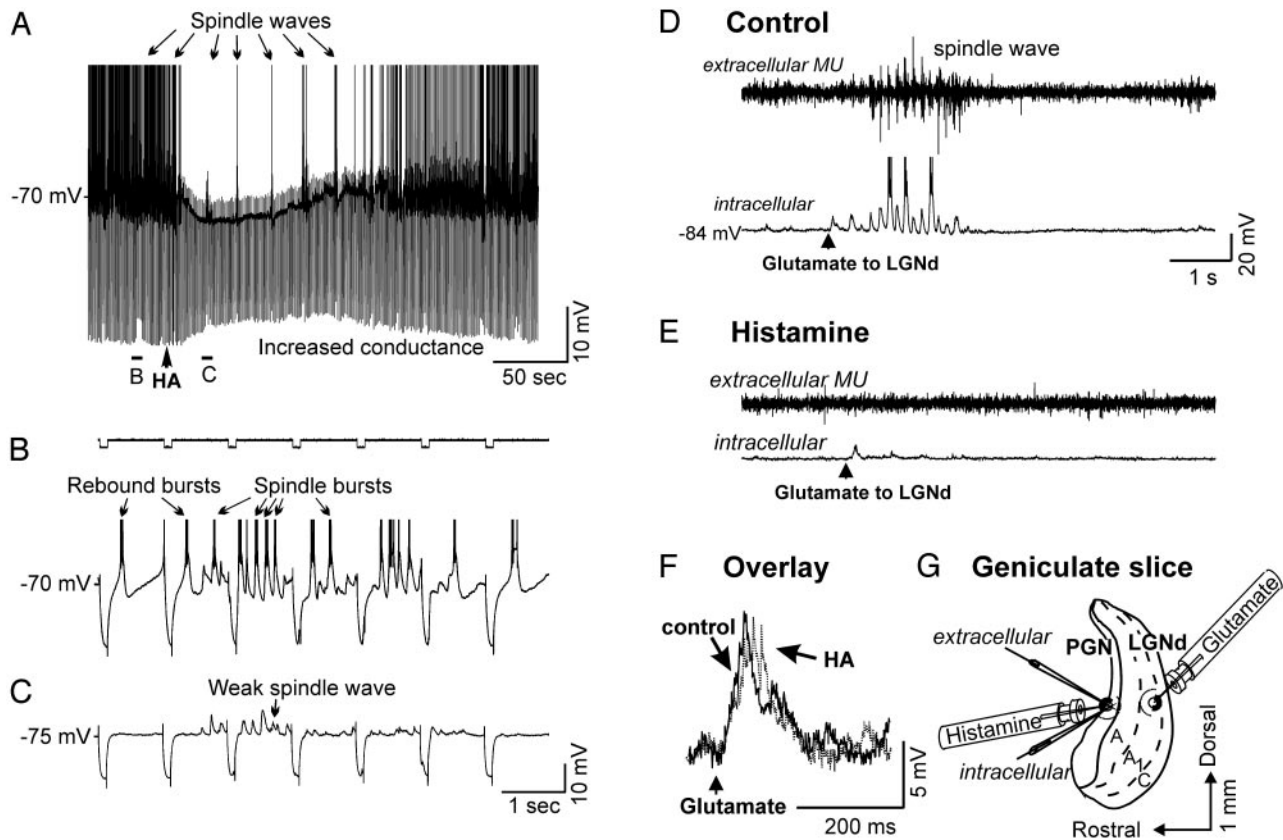 A
Spindle waves
-70 mV
Increased conductance
10 mV
50 sec
B
HA
C
B
Rebound bursts
Spindle bursts
-70 mV
C
Weak spindle wave
-75 mV
10 mV
1 sec
D Control
extracellular MU
spindle wave
intracellular
-84 mV
Glutamate to LGNd
20 mV
1 s
E Histamine
extracellular MU
intracellular
Glutamate to LGNd
F Overlay
control
HA
Glutamate
5 mV
200 ms
G Geniculate slice
extracellular
PGN
LGNd
Glutamate
Histamine
intracellular
A
A1
C
Dorsal
1 mm
Rostral